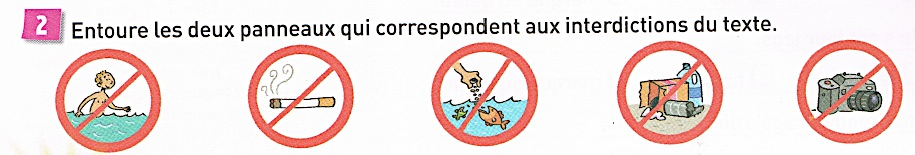 2 Entoure les deux panneaux qui correspondent aux interdictions du texte.